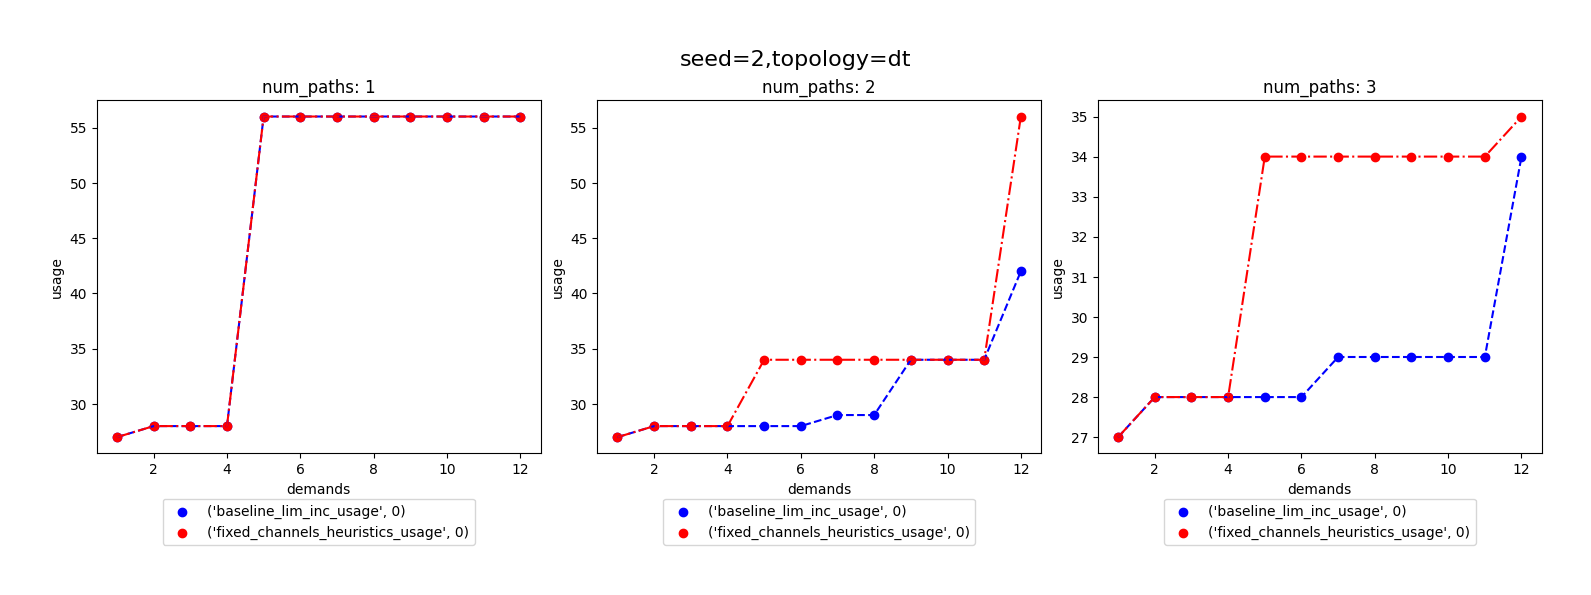 seed=2,topology=dt
num_paths: 1
55
50
45
40
35
30
usage
2 4 6 8 10 12
demands
('baseline_lim_inc_usage', 0)
('fixed_channels_heuristics_usage', 0)
num_paths: 2
55
50
45
40
35
30
usage
2 4 6 8 10 12
demands
('baseline_lim_inc_usage', 0)
('fixed_channels_heuristics_usage', 0)
num_paths: 3
35
34
33
32
31
30
29
28
27
usage
2 4 6 8 10 12
demands
('baseline_lim_inc_usage', 0)
('fixed_channels_heuristics_usage', 0)